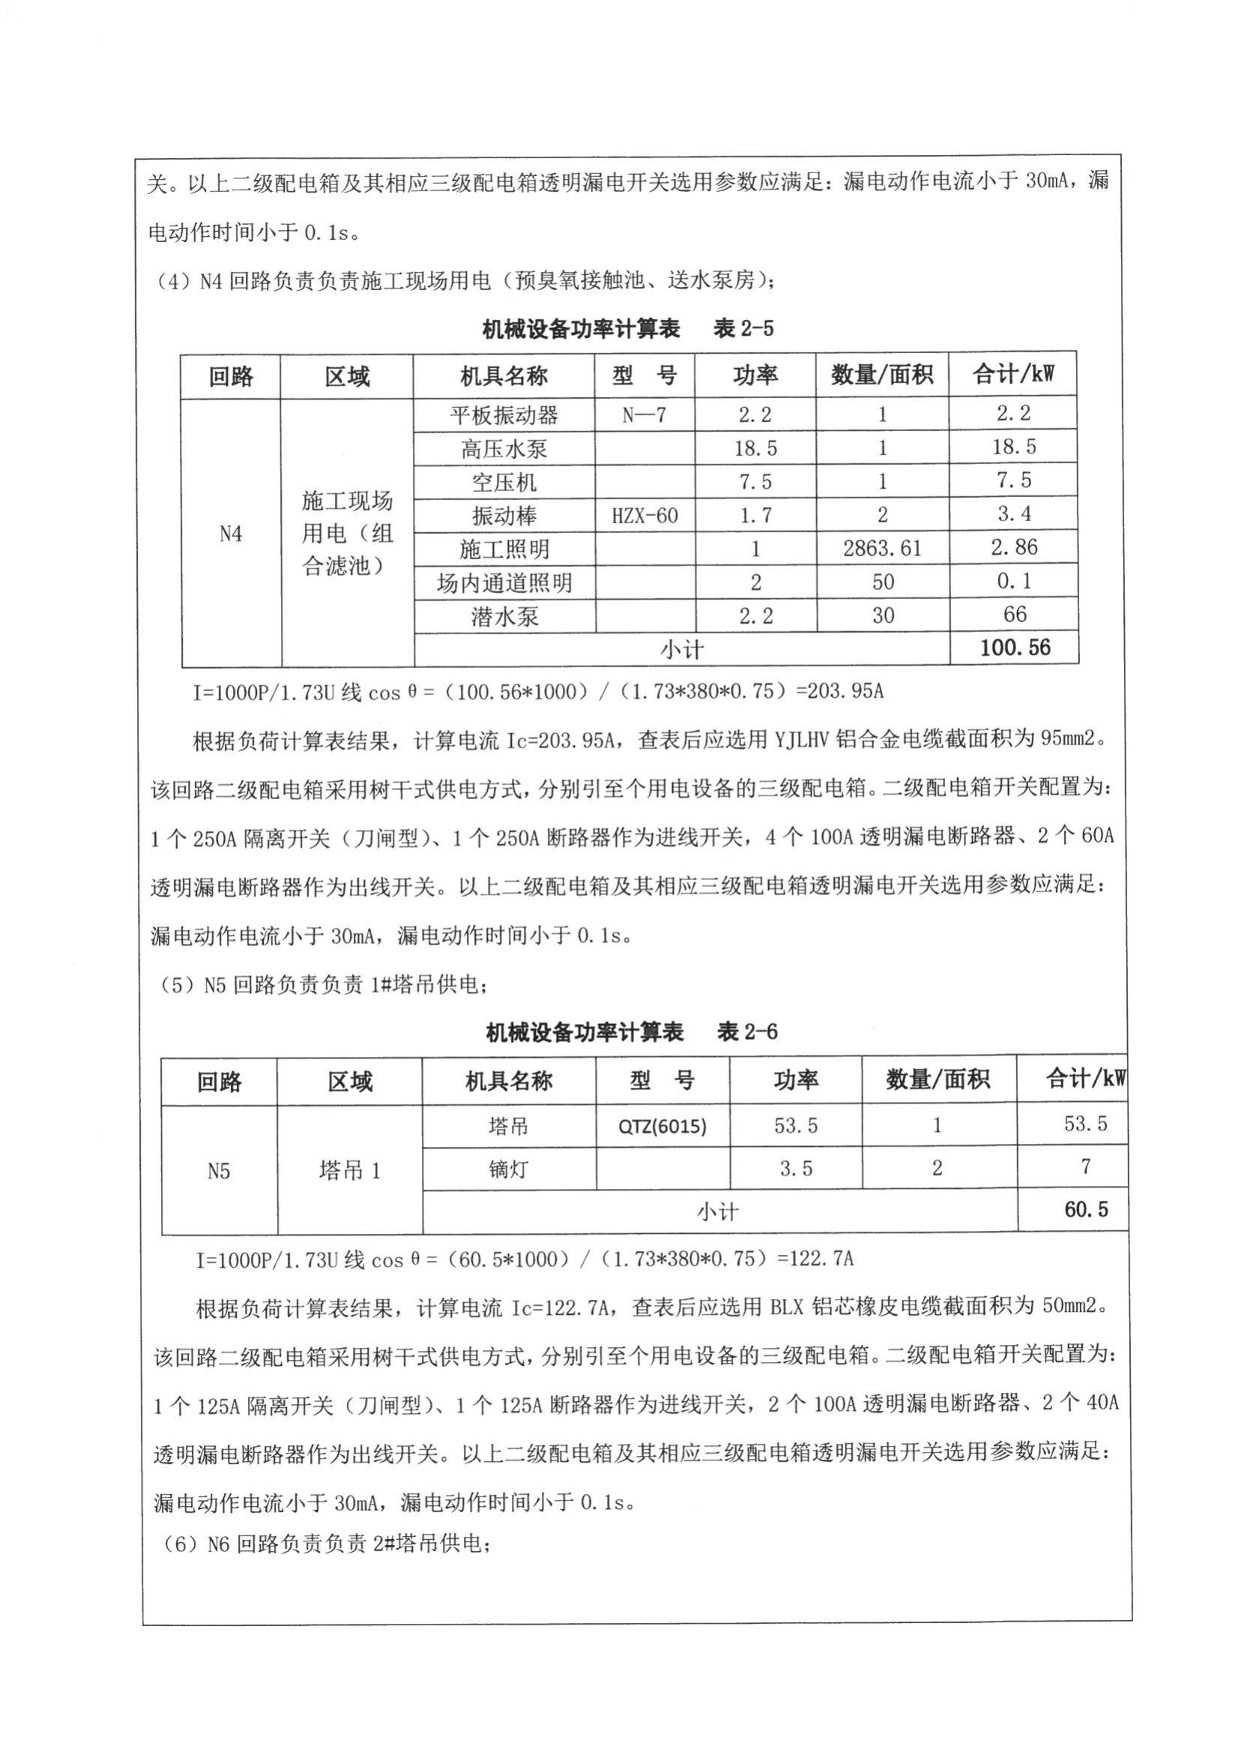 关。以上二级配电箱及其相应三级配电箱透明漏电开关选用参数应满足：漏电动作电流小于 30mA，漏
电动作时间小于 0.1s。
（4）N4 回路负责负责施工现场用电（预臭氧接触池、送水泵房）；
机械设备功率计算表 表 2-5
回路 区域 机具名称 型 号 功率 数量/面积 合计/kW
平板振动器 N—7 2.2 1 2.2
高压水泵 18.5 1 18.5
空压机 7.5 1 7.5
N4 施工现场
用电（组
合滤池）
振动棒 HZX-60 1.7 2 3.4
施工照明 1 2863.61 2.86
场内通道照明 2 50 0.1
潜水泵 2.2 30 66
小计 100.56
I=1000P/1.73U 线 cos θ =（100.56*1000）/（1.73*380*0.75）=203.95A
根据负荷计算表结果，计算电流 Ic=203.95A，查表后应选用 YJLHV 铝合金电缆截面积为 95mm2。
该回路二级配电箱采用树干式供电方式，分别引至个用电设备的三级配电箱。二级配电箱开关配置为：
1 个 250A 隔离开关（刀闸型）、1 个 250A 断路器作为进线开关，4 个 100A 透明漏电断路器、2 个 60A
透明漏电断路器作为出线开关。以上二级配电箱及其相应三级配电箱透明漏电开关选用参数应满足：
漏电动作电流小于 30mA，漏电动作时间小于 0.1s。
（5）N5 回路负责负责 1#塔吊供电；
机械设备功率计算表 表 2-6
回路 区域 机具名称 型 号 功率 数量/面积 合计/kW
N5 塔吊 1
塔吊 QTZ(6015) 53.5 1 53.5
镝灯 3.5 2 7
小计 60.5
I=1000P/1.73U 线 cos θ =（60.5*1000）/（1.73*380*0.75）=122.7A
根据负荷计算表结果，计算电流 Ic=122.7A，查表后应选用 BLX 铝芯橡皮电缆截面积为 50mm2。
该回路二级配电箱采用树干式供电方式，分别引至个用电设备的三级配电箱。二级配电箱开关配置为：
1 个 125A 隔离开关（刀闸型）、1 个 125A 断路器作为进线开关，2 个 100A 透明漏电断路器、2 个 40A
透明漏电断路器作为出线开关。以上二级配电箱及其相应三级配电箱透明漏电开关选用参数应满足：
漏电动作电流小于 30mA，漏电动作时间小于 0.1s。
（6）N6 回路负责负责 2#塔吊供电；